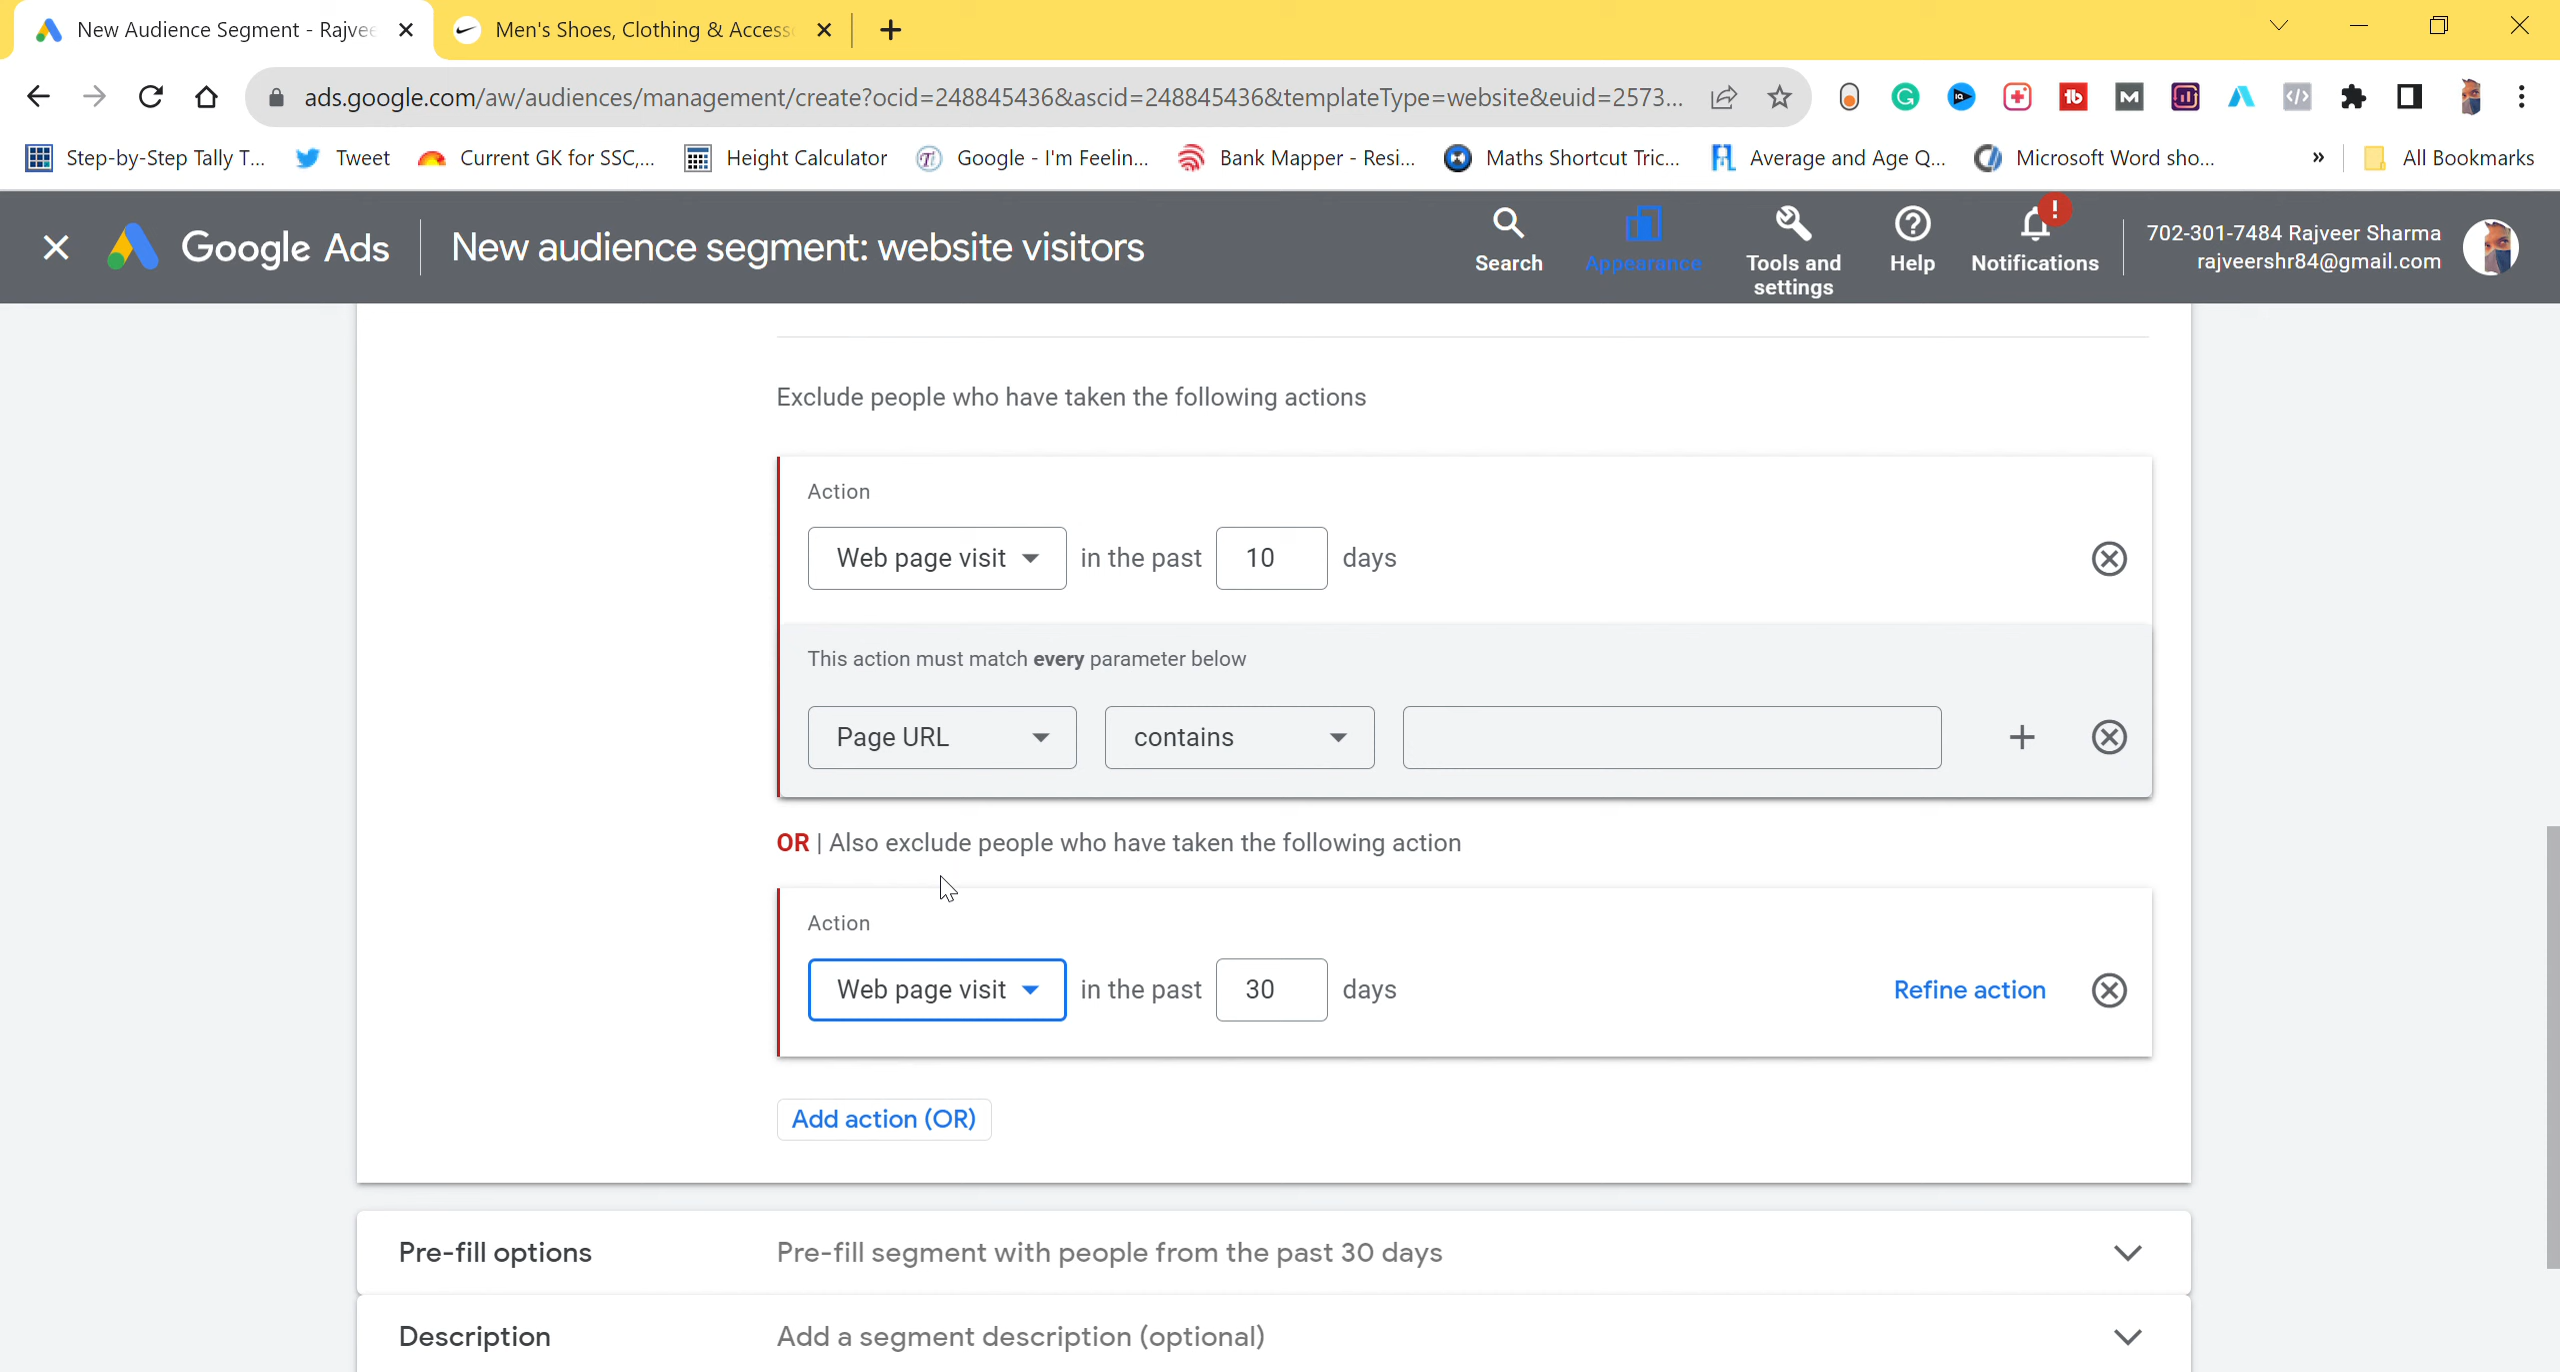 New Audience Segment - Rajvee
Men's Shoes, Clothing & Access
ads.google.com/aw/audiences/management/create?ocid=248845436&ascid=248845436&templateType=website&euid=2573...
Step-by-Step Tally T...
Tweet
Current GK for SSC,...
Height Calculator
Google - I'm Feelin...
Bank Mapper - Resi...
Maths Shortcut Tric...
Average and Age Q...
Microsoft Word sho...
»
All Bookmarks
Google Ads
New audience segment: website visitors
Search
Appearance
Tools and
settings
Help
Notifications
702-301-7484 Rajveer Sharma
rajveershr84@gmail.com
Exclude people who have taken the following actions
Action
Web page visit in the past 10 days
This action must match every parameter below
Page URL contains
OR | Also exclude people who have taken the following action
Action
Web page visit in the past 30 days Refine action
Add action (OR)
Pre-fill options Pre-fill segment with people from the past 30 days
Description Add a segment description (optional)